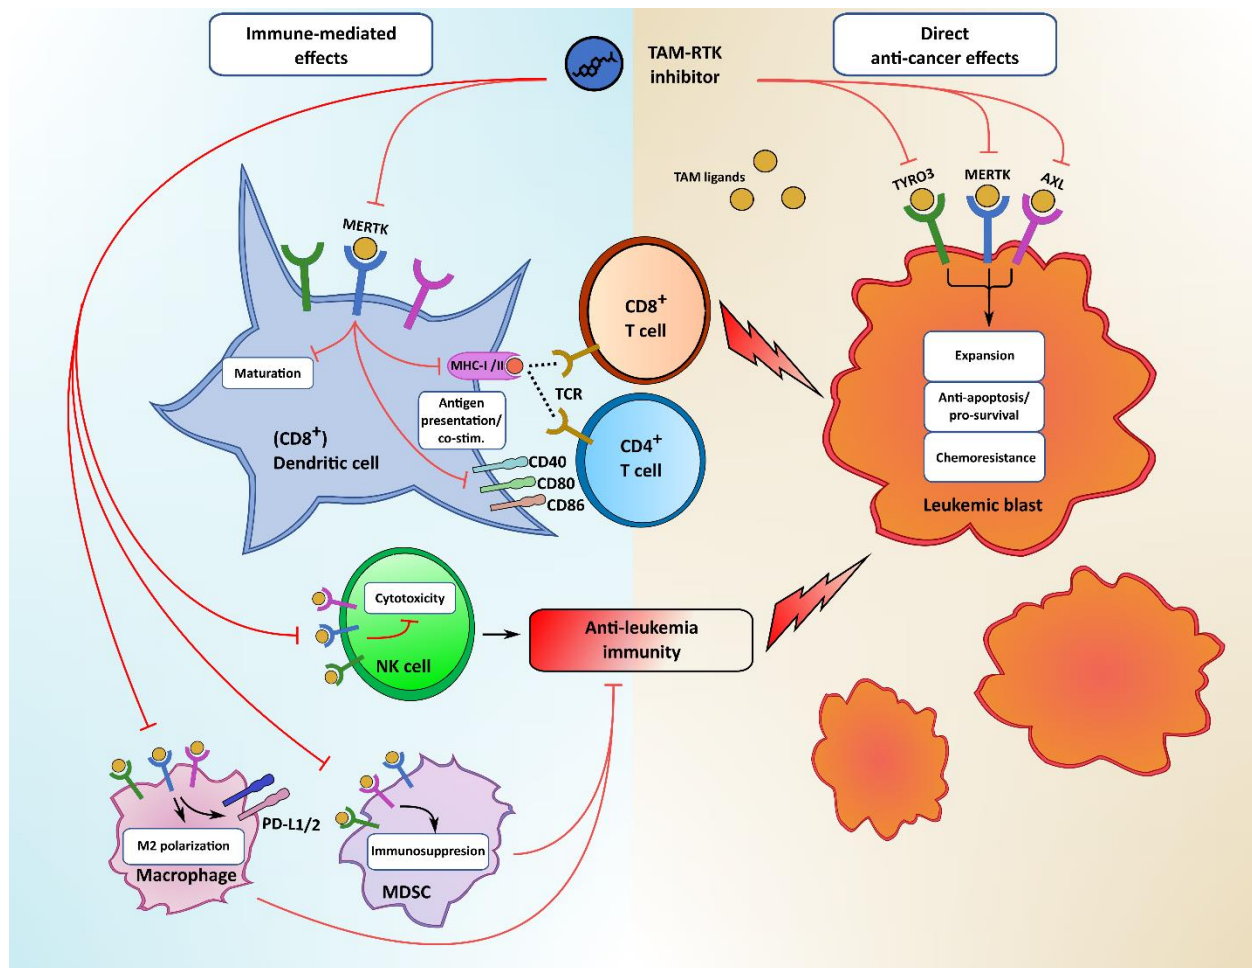 Immune-mediated
effects
TAM-RTK
inhibitor
Direct
anti-cancer effects
TAM ligands
TYRO3
MERTK
AXL
MERTK
Maturation
MHC-I /II
Antigen
presentation/
co-stim.
TCR
CD8+
T cell
CD4+
T cell
(CD8+)
Dendritic cell
CD40
CD80
CD86
Expansion
Anti-apoptosis/
pro-survival
Chemoresistance
Leukemic blast
Cytotoxicity
NK cell
Anti-leukemia
immunity
PD-L1/2
M2 polarization
Macrophage
Immunosuppresion
MDSC